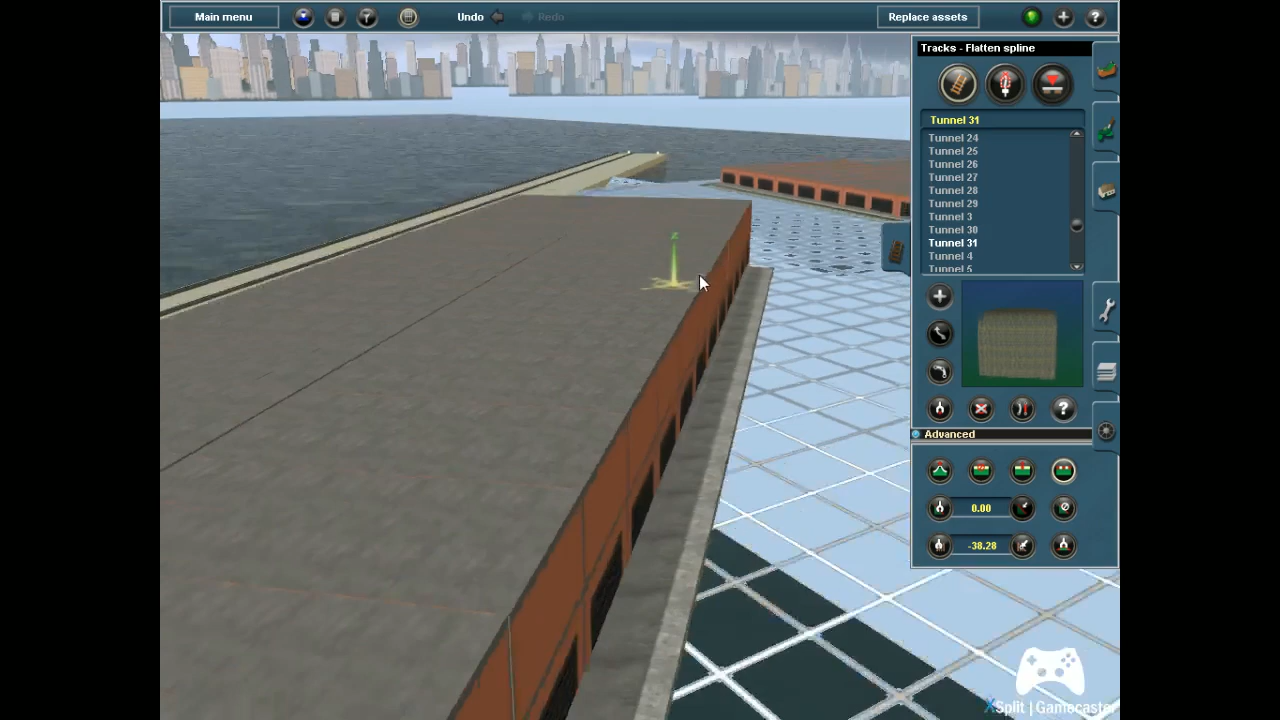 Main menu
Undo
Redo
Replace assets
Tracks - Flatten spline
Tunnel 31
Tunnel 24
Tunnel 25
Tunnel 26
Tunnel 27
Tunnel 28
Tunnel 29
Tunnel 3
Tunnel 30
Tunnel 31
Tunnel 4
Tunnel 5
?
?
Advanced
0.00
-38.28
z
XSplit | Gamecaster